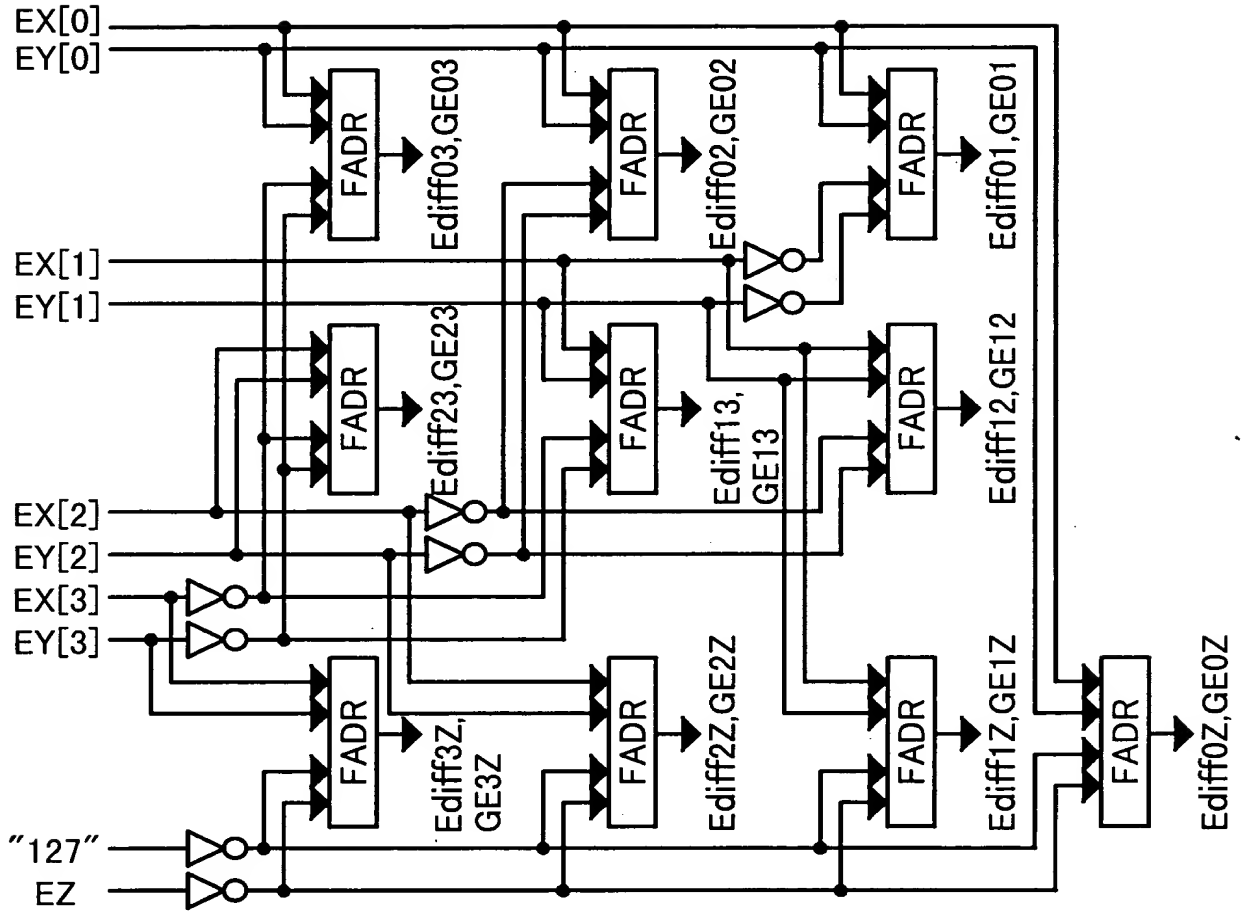 EX[0]
EY[0]
FADR
Ediff03,GE03
FADR
Ediff02,GE02
FADR
Ediff01,GE01
EX[1]
EY[1]
FADR
Ediff23,GE23
FADR
Ediff13,
GE13
FADR
Ediff12,GE12
EX[2]
EY[2]
EX[3]
EY[3]
FADR
Ediff3Z,
GE3Z
FADR
Ediff2Z,GE2Z
FADR
Ediff1Z,GE1Z
FADR
Ediff0Z,GE0Z
"127"
EZ